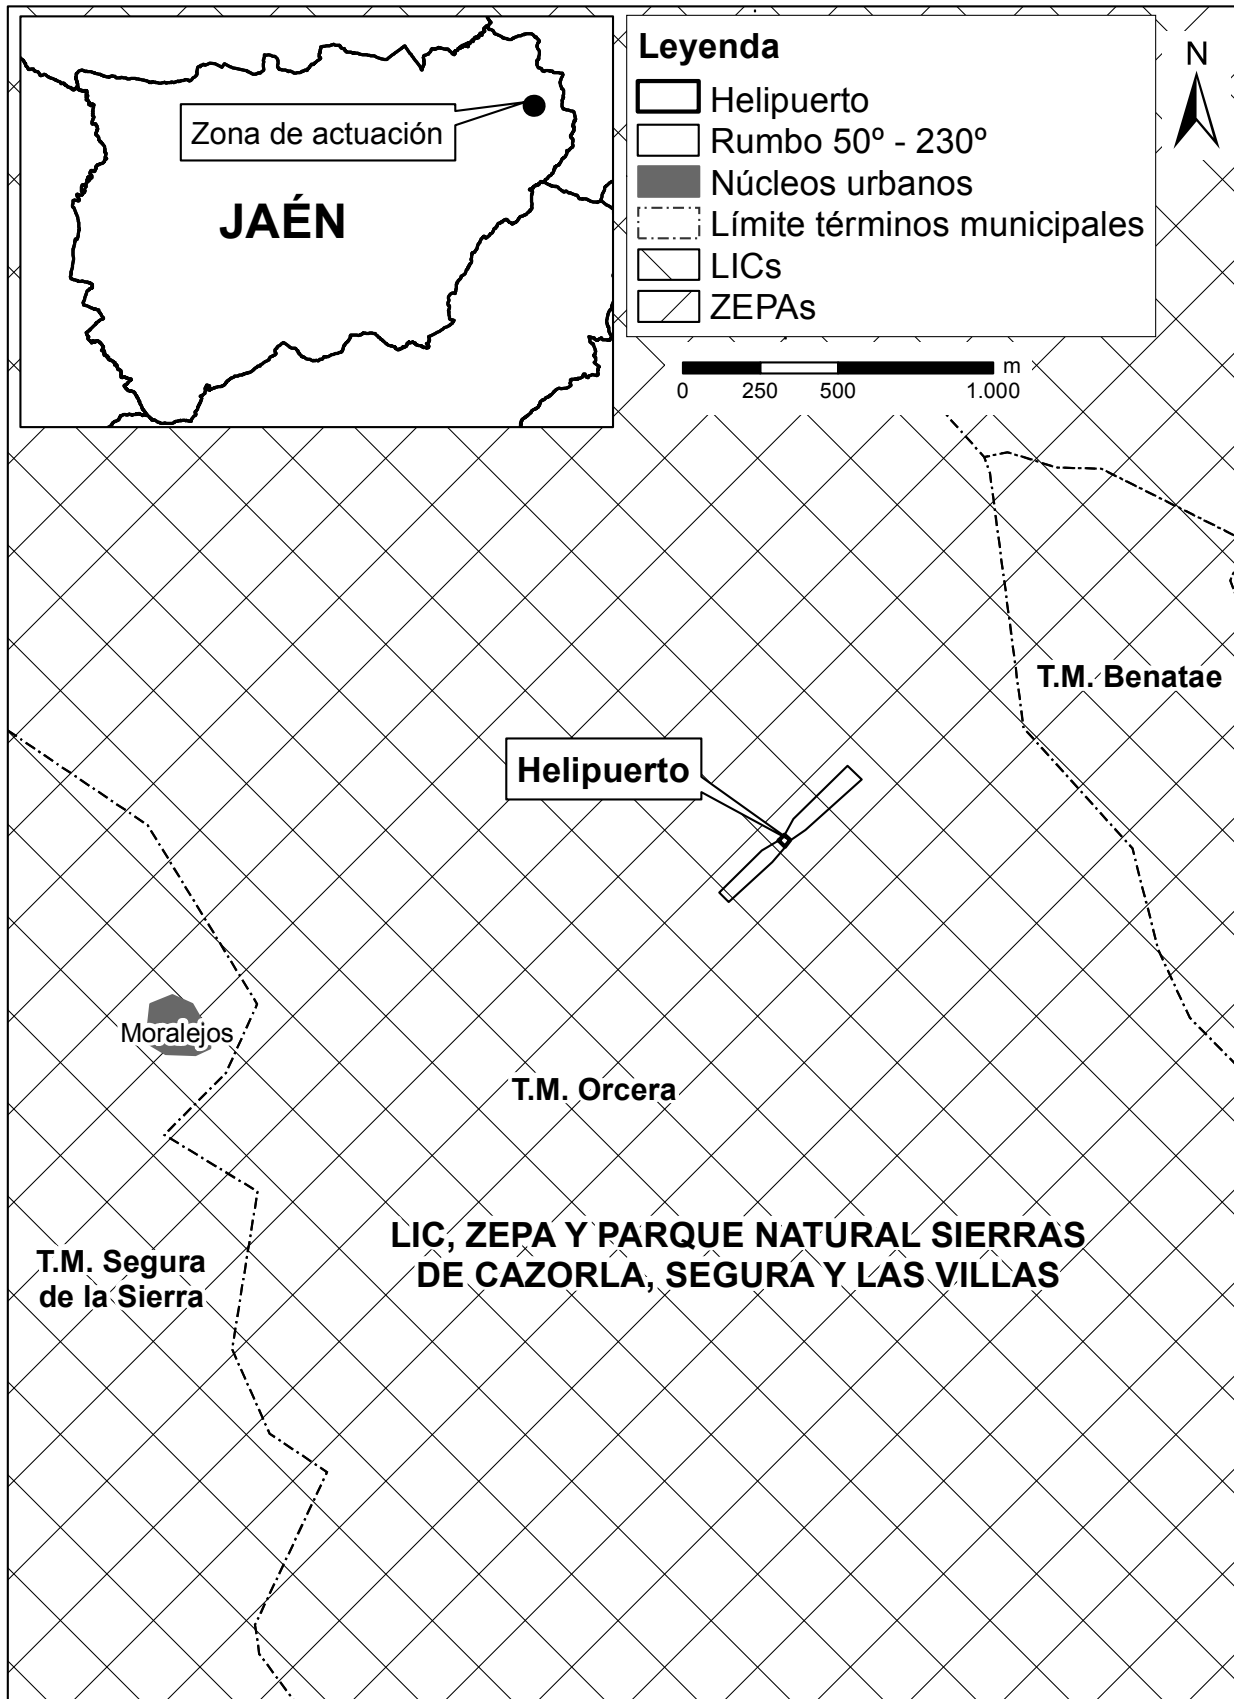 Zona de actuación
JAÉN
Leyenda
Helipuerto
Rumbo 50º - 230º
Núcleos urbanos
Límite términos municipales
LICs
ZEPAs
N
m
0 250 500 1.000
T.M. Benatae
Helipuerto
Moralejos
T.M. Orcera
LIC, ZEPA Y PARQUE NATURAL SIERRAS
DE CAZORLA, SEGURA Y LAS VILLAS
T.M. Segura
de la Sierra